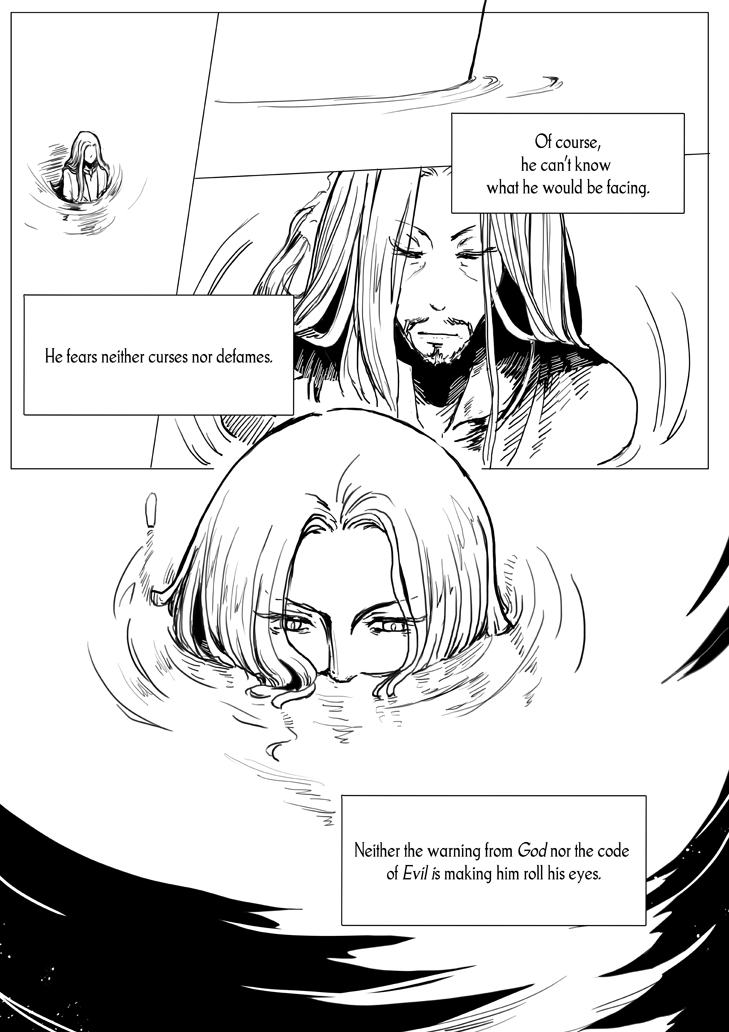 Of course,
he can't know
what he would be facing.
He fears neither curses nor defames.
Neither the warning from God nor the code
of Evil is making him roll his eyes.